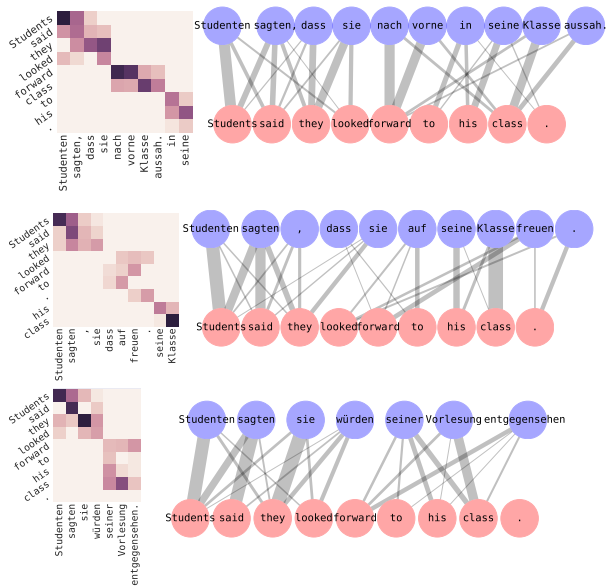 Students
said
they
looked
forward
class
to
his
.
Studenten
sagten,
dass
sie
nach
vorne
Klasse
aussah.
in
seine
Studenten sagten, dass sie nach vorne in seine Klasse aussah.
Students said they looked forward to his class .
Students
said
they
looked
forward
to
.
his
class
Studenten
sagten
,
sie
dass
auf
freuen
.
seine
Klasse
Studenten sagten , dass sie auf seine Klasse freuen .
Students said they looked forward to his class .
Students
said
they
looked
forward
to
his
class
.
Studenten
sagten
sie
würden
seiner
Vorlesung
entgegensehen.
Studenten sagten sie würden seiner Vorlesung entgegensehen
Students said they looked forward to his class .